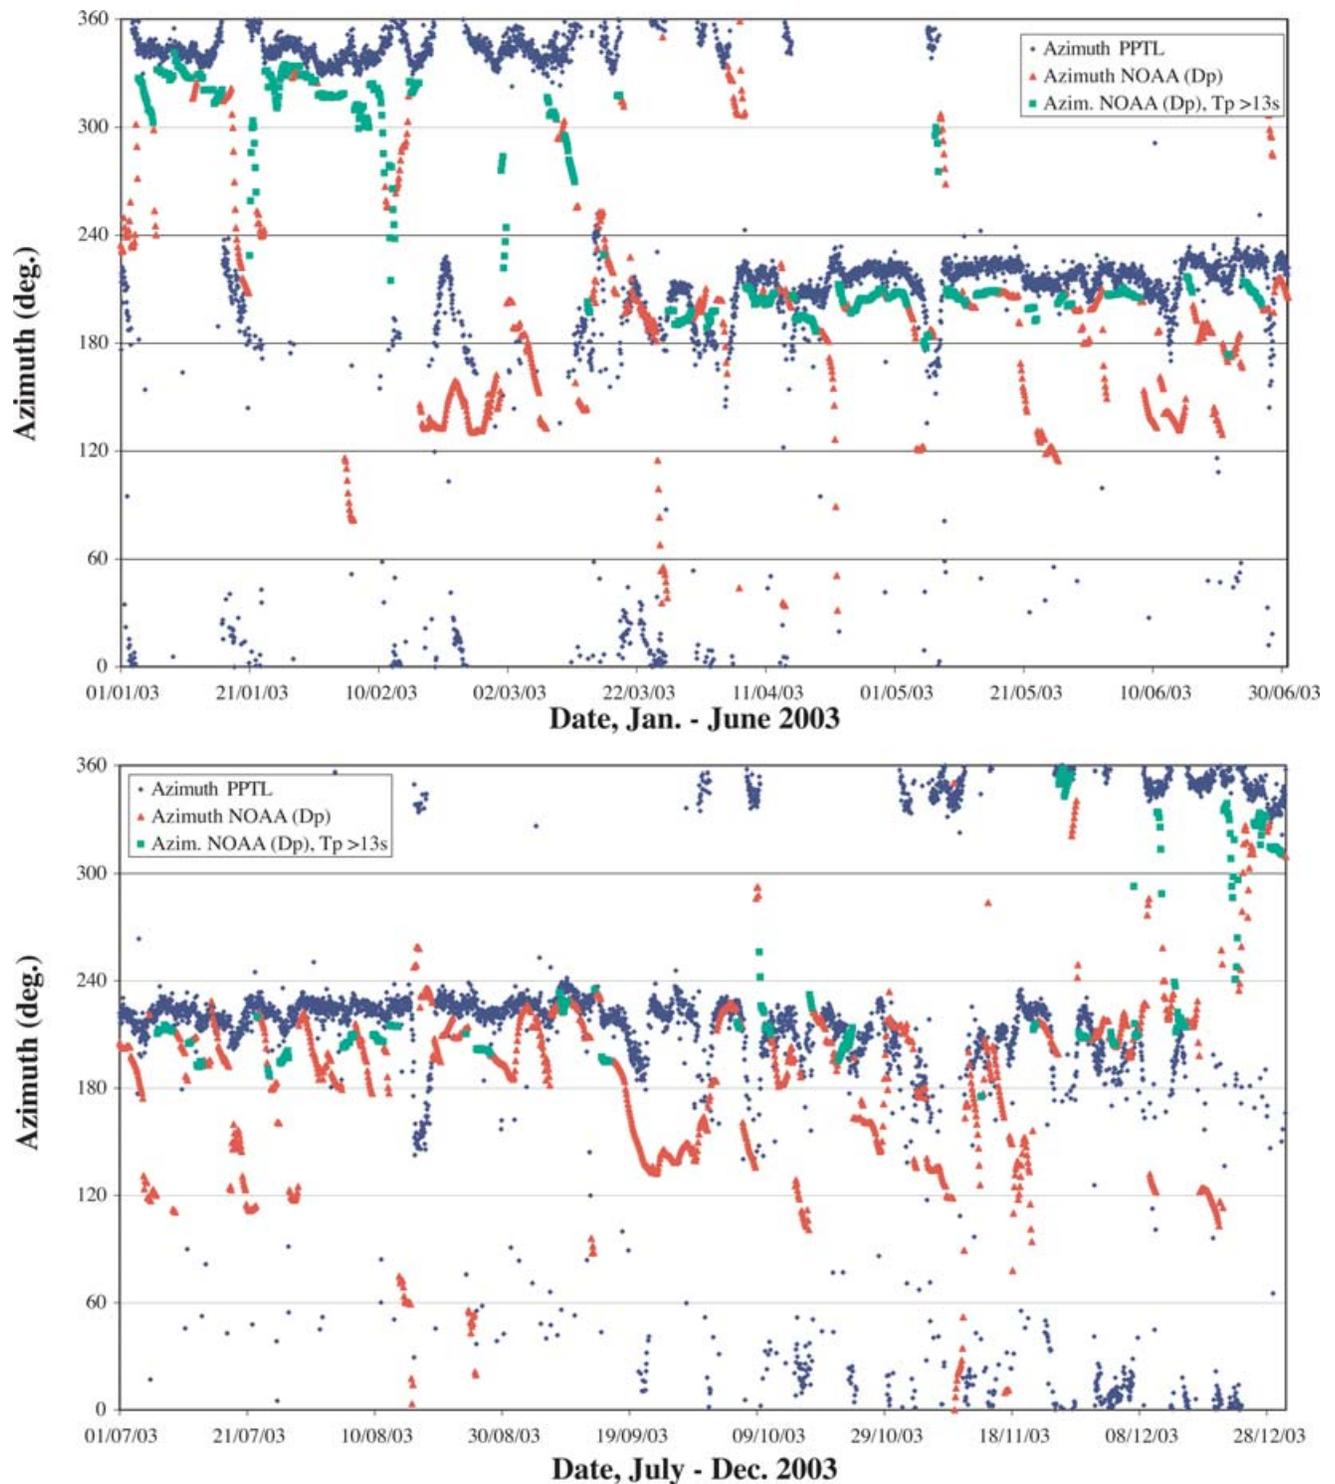 360
300
240
180
120
60
0
Azimuth (deg.)
• Azimuth PPTL
▲ Azimuth NOAA (Dp)
■ Azim. NOAA (Dp), Tp >13s
01/01/03 21/01/03 10/02/03 02/03/03 22/03/03 11/04/03 01/05/03 21/05/03 10/06/03 30/06/03
Date, Jan. - June 2003
360
300
240
180
120
60
0
Azimuth (deg.)
• Azimuth PPTL
▲ Azimuth NOAA (Dp)
■ Azim. NOAA (Dp), Tp >13s
01/07/03 21/07/03 10/08/03 30/08/03 19/09/03 09/10/03 29/10/03 18/11/03 08/12/03 28/12/03
Date, July - Dec. 2003